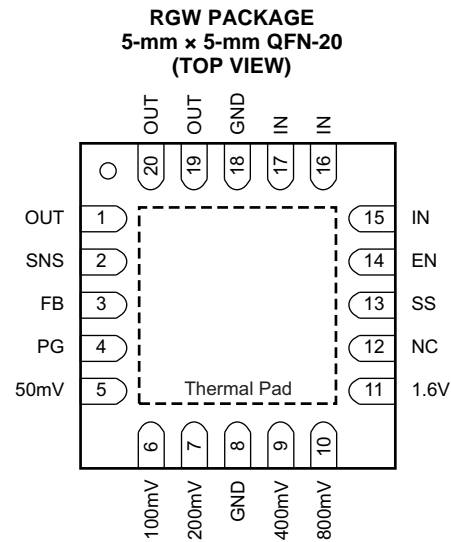 RGW PACKAGE
5-mm × 5-mm QFN-20
(TOP VIEW)
OUT OUT GND IN IN
20 19 18 17 16
OUT 1 15 IN
SNS 2 14 EN
FB 3 13 SS
PG 4 12 NC
50mV 5 Thermal Pad 11 1.6V
6 7 8 9 10
100mV 200mV GND 400mV 800mV